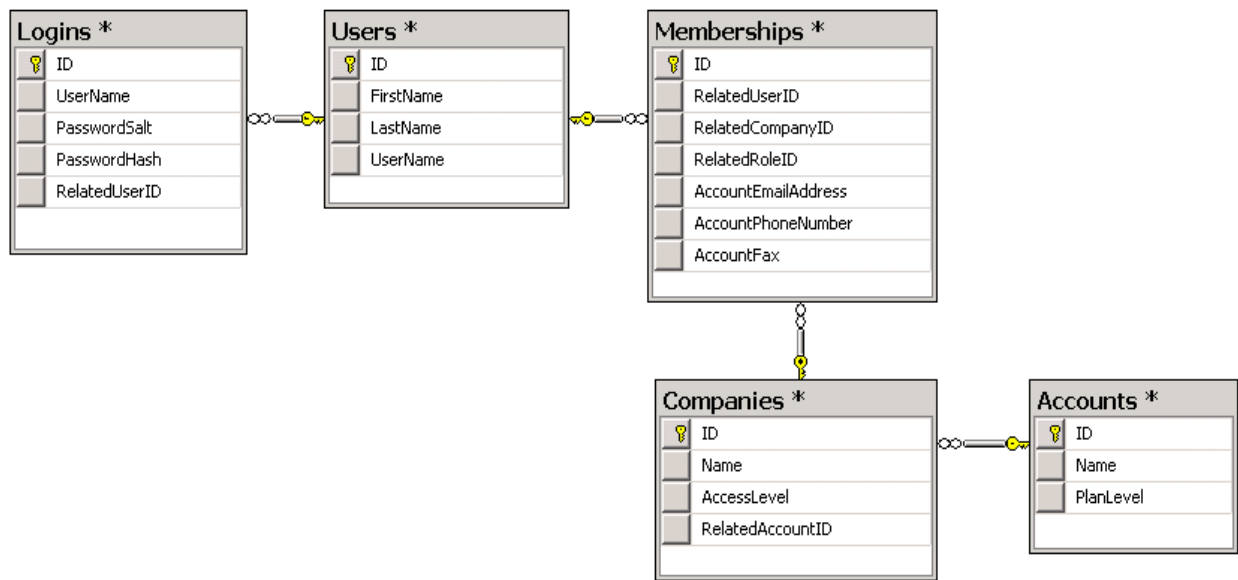 Logins *
ID
UserName
PasswordSalt
PasswordHash
RelatedUserID
Users *
ID
FirstName
LastName
UserName
Memberships *
ID
RelatedUserID
RelatedCompanyID
RelatedRoleID
AccountEmailAddress
AccountPhoneNumber
AccountFax
Companies *
ID
Name
AccessLevel
RelatedAccountID
Accounts *
ID
Name
PlanLevel